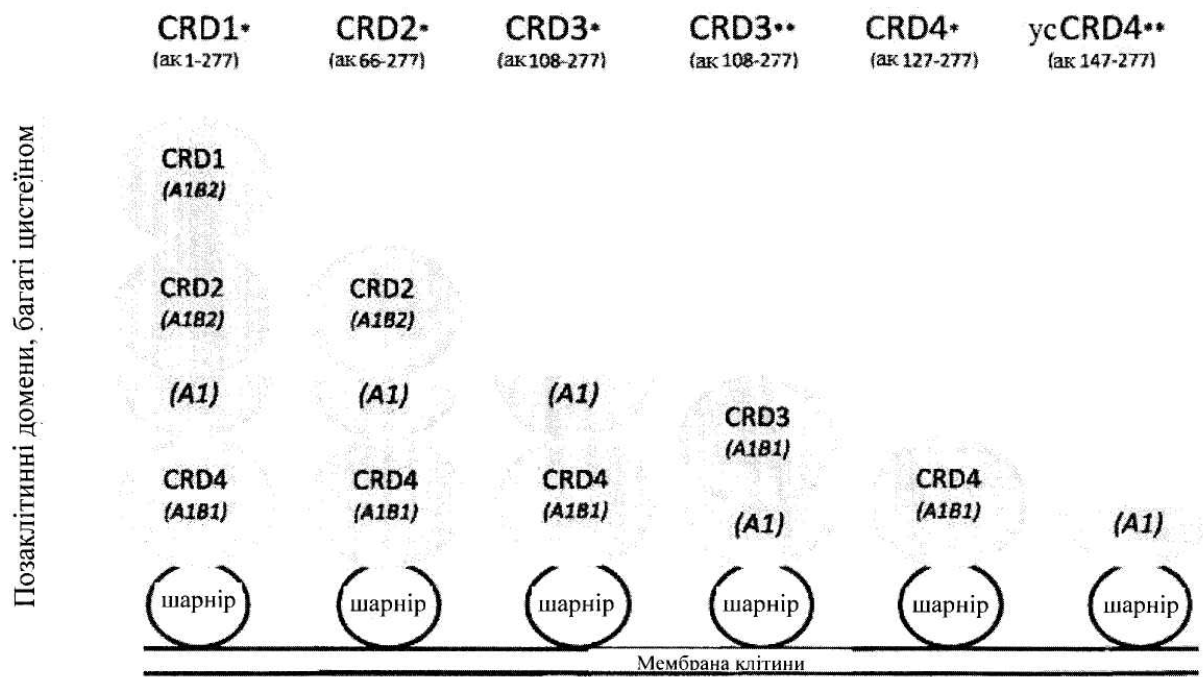 CRD1* CRD2* CRD3* CRD3** CRD4* усCRD4**
(ак 1-277) (ак 66-277) (ак 108-277) (ак 108-277) (ак 127-277) (ак 147-277)
Позаклітинні домени, багаті цистеїном
CRD1
(A1B2)
CRD2 CRD2
(A1B2) (A1B2)
(A1) (A1) (A1)
CRD3
(A1B1)
CRD4 CRD4 CRD4 CRD4
(A1B1) (A1B1) (A1B1) (A1B1)
(A1) (A1)
шарнір шарнір шарнір шарнір шарнір шарнір
Мембрана клітини